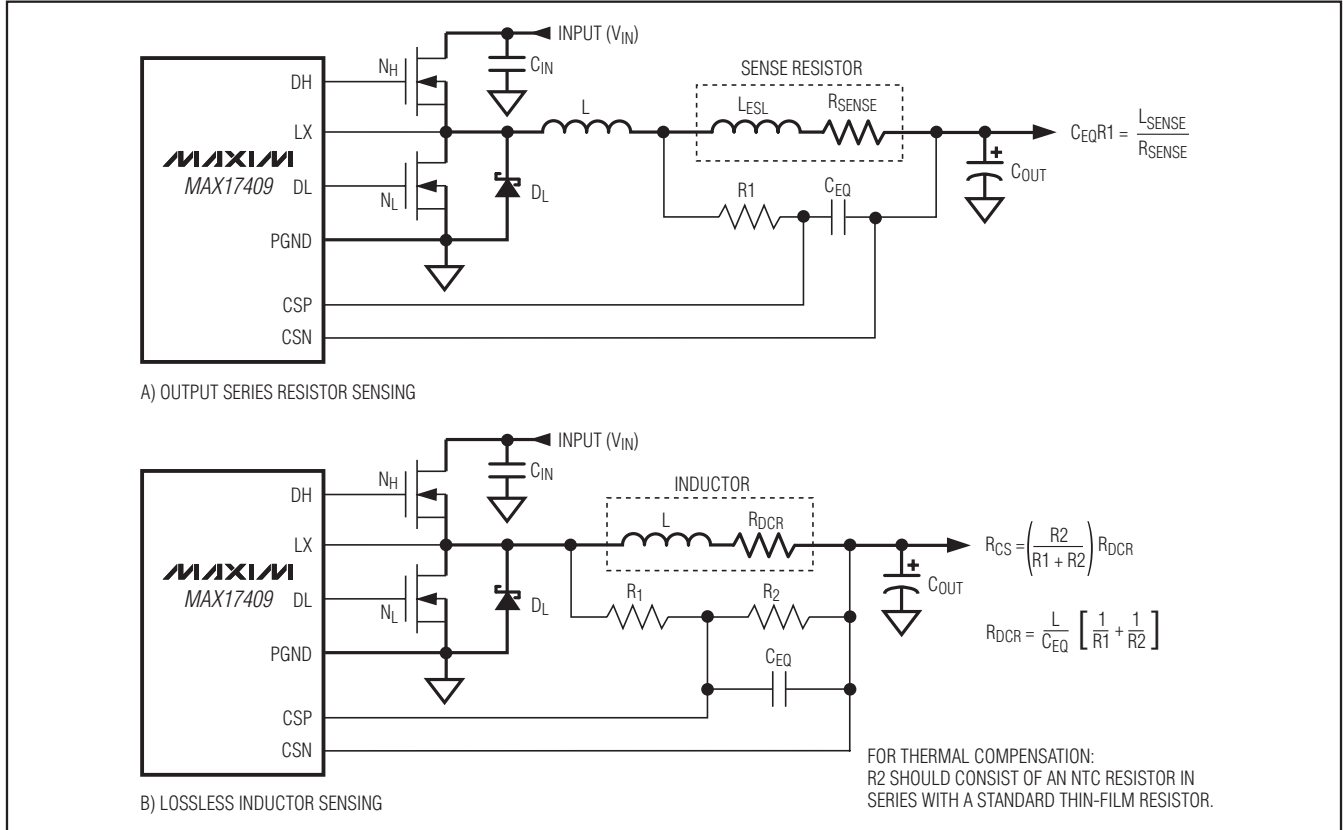 INPUT (VIN)
CIN
NH
DH
SENSE RESISTOR
L
LESL
RSENSE
LX
CEQR1 = LSENSE / RSENSE
MAXIM
MAX17409
DL
NL
DL
R1
CEQ
+
COUT
PGND
CSP
CSN
A) OUTPUT SERIES RESISTOR SENSING
INPUT (VIN)
CIN
NH
DH
INDUCTOR
L
RDCR
LX
RCS = (R2 / R1 + R2) RDCR
MAXIM
MAX17409
DL
NL
DL
R1
R2
+
COUT
RDCR = L / CEQ [1 / R1 + 1 / R2]
PGND
CEQ
CSP
CSN
FOR THERMAL COMPENSATION:
R2 SHOULD CONSIST OF AN NTC RESISTOR IN
SERIES WITH A STANDARD THIN-FILM RESISTOR.
B) LOSSLESS INDUCTOR SENSING